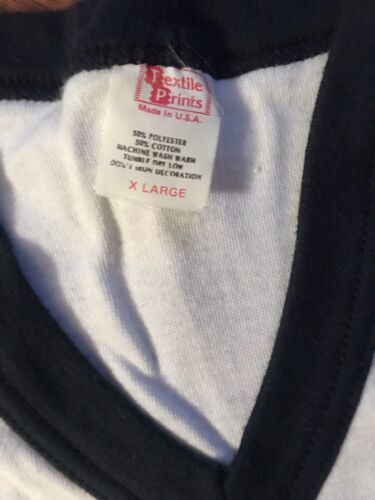 Textile
Prints
Made in U.S.A.
50% POLYESTER
50% COTTON
MACHINE WASH WARM
TUMBLE DRY LOW
DON'T IRON DECORATION
X LARGE